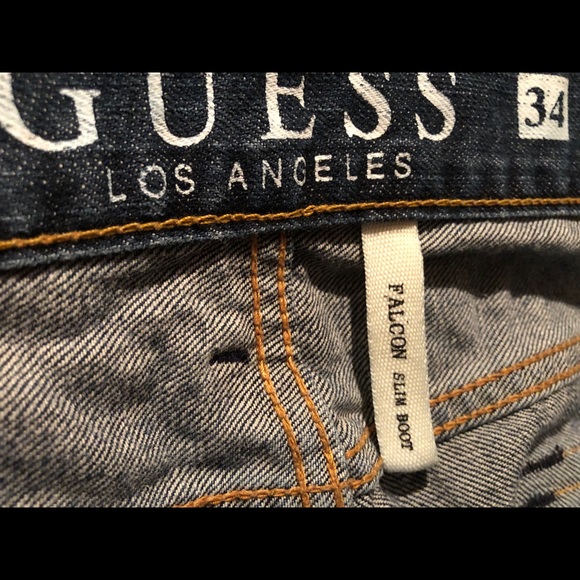 GUESS 34
LOS ANGELES
FALCON SLIM BOOT